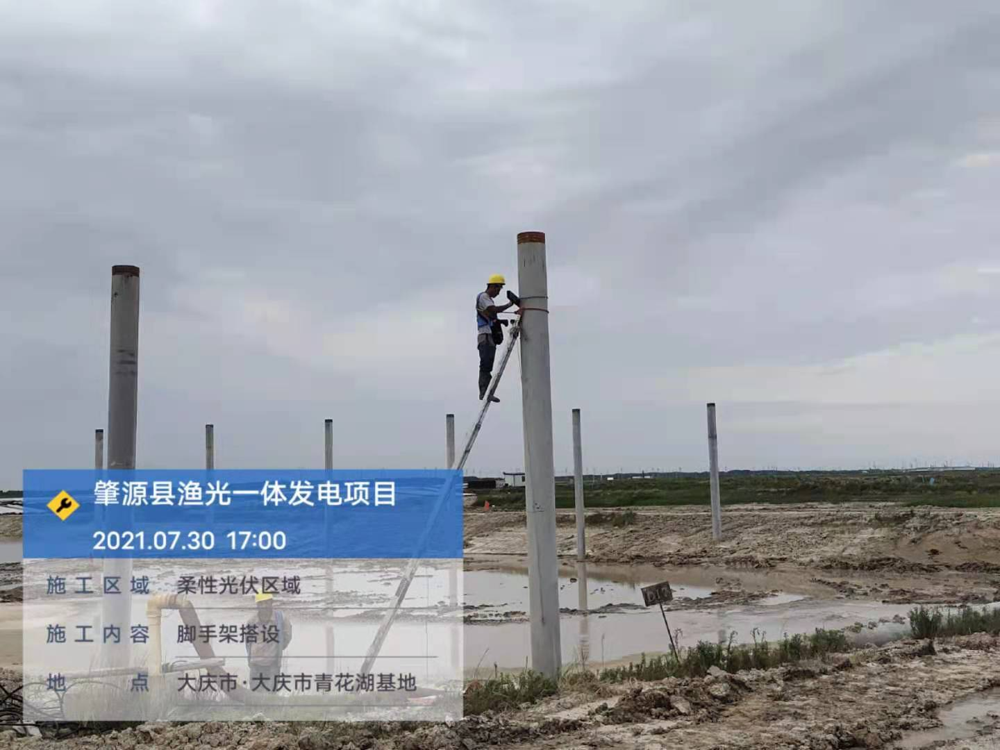 肇源县渔光一体发电项目
2021.07.30 17:00
施工区域 柔性光伏区域
施工内容 脚手架搭设
地点 大庆市·大庆市青花湖基地